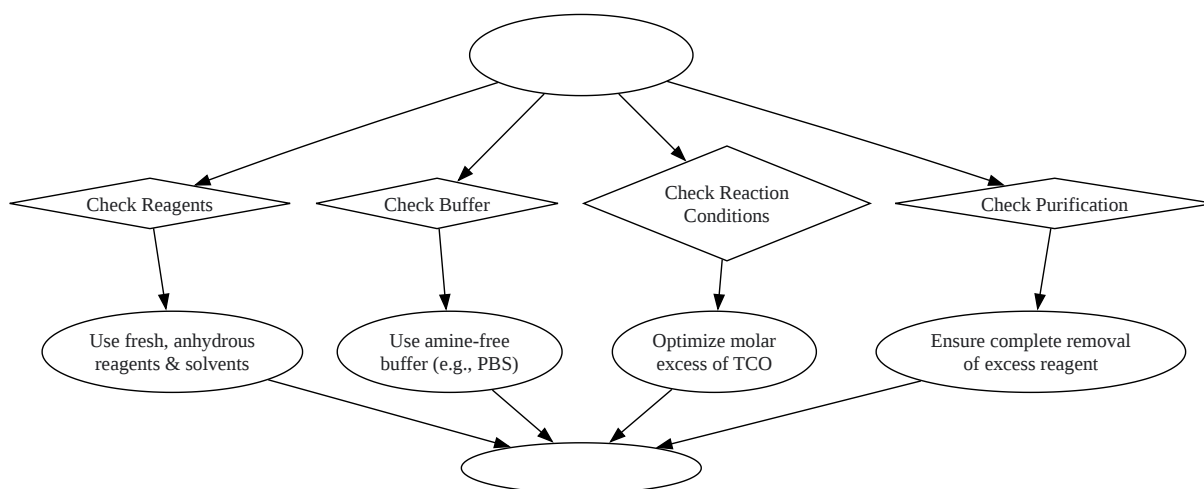 Check Reagents
Check Buffer
Check Reaction
Conditions
Check Purification
Use fresh, anhydrous
reagents & solvents
Use amine-free
buffer (e.g., PBS)
Optimize molar
excess of TCO
Ensure complete removal
of excess reagent